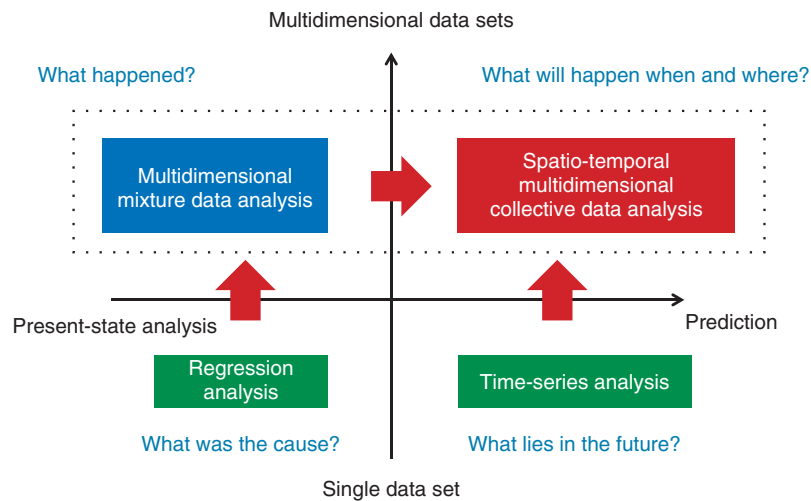 Multidimensional data sets
What happened?
What will happen when and where?
Multidimensional
mixture data analysis
Spatio-temporal
multidimensional
collective data analysis
Present-state analysis
Prediction
Regression
analysis
Time-series analysis
What was the cause?
What lies in the future?
Single data set